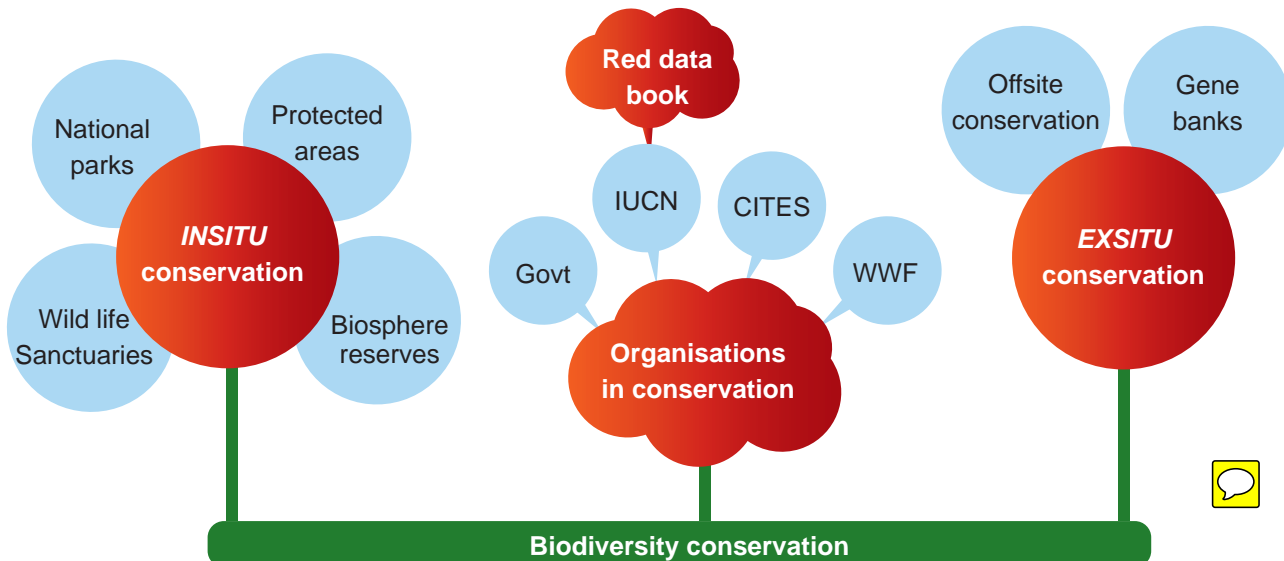 National
parks
Protected
areas
INSITU
conservation
Wild life
Sanctuaries
Biosphere
reserves
Red data
book
IUCN
CITES
Govt
WWF
Organisations
in conservation
Offsite
conservation
Gene
banks
EXSITU
conservation
Biodiversity conservation